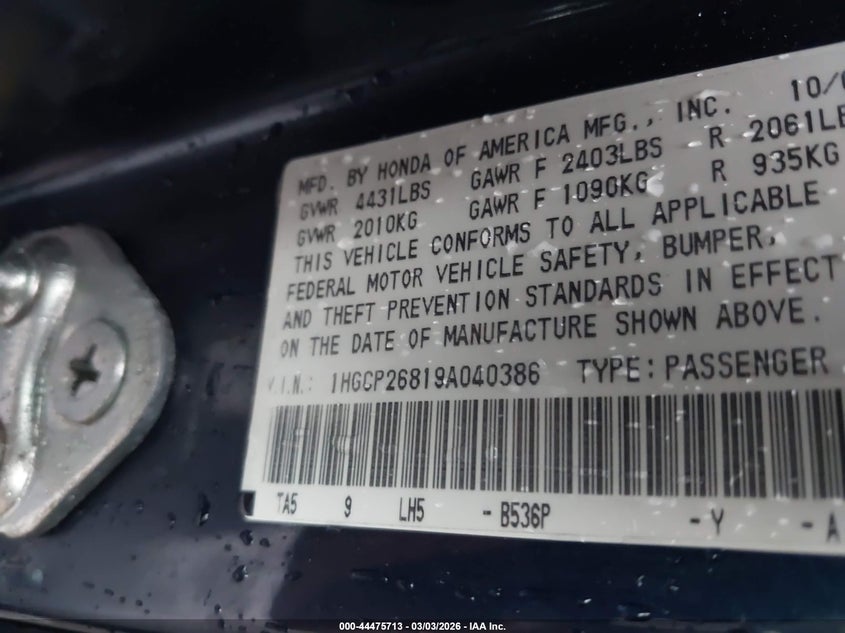 MFD. BY HONDA OF AMERICA MFG., INC. 10/0
GVWR 4431LBS GAWR F 2403LBS R 2061LB
GVWR 2010KG GAWR F 1090KG R 935KG
THIS VEHICLE CONFORMS TO ALL APPLICABLE
FEDERAL MOTOR VEHICLE SAFETY, BUMPER,
AND THEFT PREVENTION STANDARDS IN EFFECT
ON THE DATE OF MANUFACTURE SHOWN ABOVE.
V.I.N.: 1HGCP26819A040386 TYPE: PASSENGER
TA5 9 LH5 - B536P - Y - A
000-44475713 - 03/03/2026 - IAA Inc.